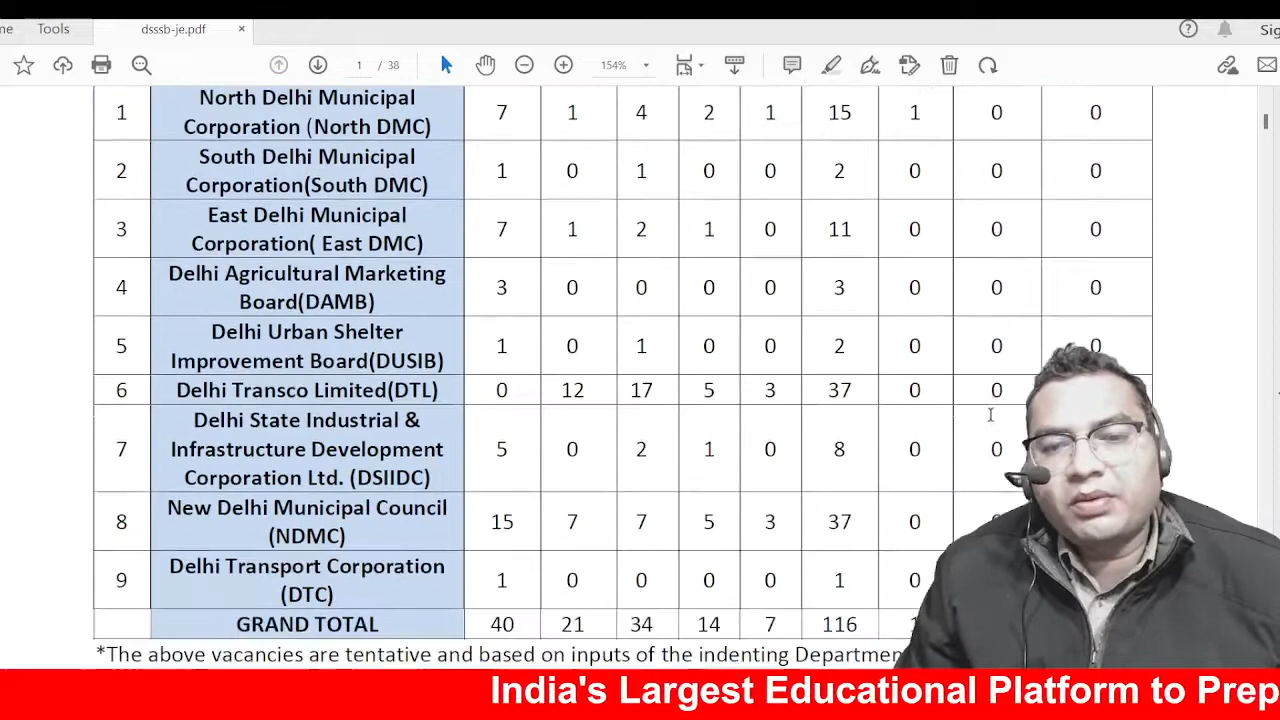 me Tools dsssb-je.pdf × ? Sig
1 / 38 154%
1 North Delhi Municipal Corporation (North DMC) 7 1 4 2 1 15 1 0 0
2 South Delhi Municipal Corporation(South DMC) 1 0 1 0 0 2 0 0 0
3 East Delhi Municipal Corporation( East DMC) 7 1 2 1 0 11 0 0 0
4 Delhi Agricultural Marketing Board(DAMB) 3 0 0 0 0 3 0 0 0
5 Delhi Urban Shelter Improvement Board(DUSIB) 1 0 1 0 0 2 0 0 0
6 Delhi Transco Limited(DTL) 0 12 17 5 3 37 0 0
7 Delhi State Industrial & Infrastructure Development Corporation Ltd. (DSIIDC) 5 0 2 1 0 8 0 0
8 New Delhi Municipal Council (NDMC) 15 7 7 5 3 37 0
9 Delhi Transport Corporation (DTC) 1 0 0 0 0 1 0
GRAND TOTAL 40 21 34 14 7 116 1
*The above vacancies are tentative and based on inputs of the indenting Departmen
India's Largest Educational Platform to Prep